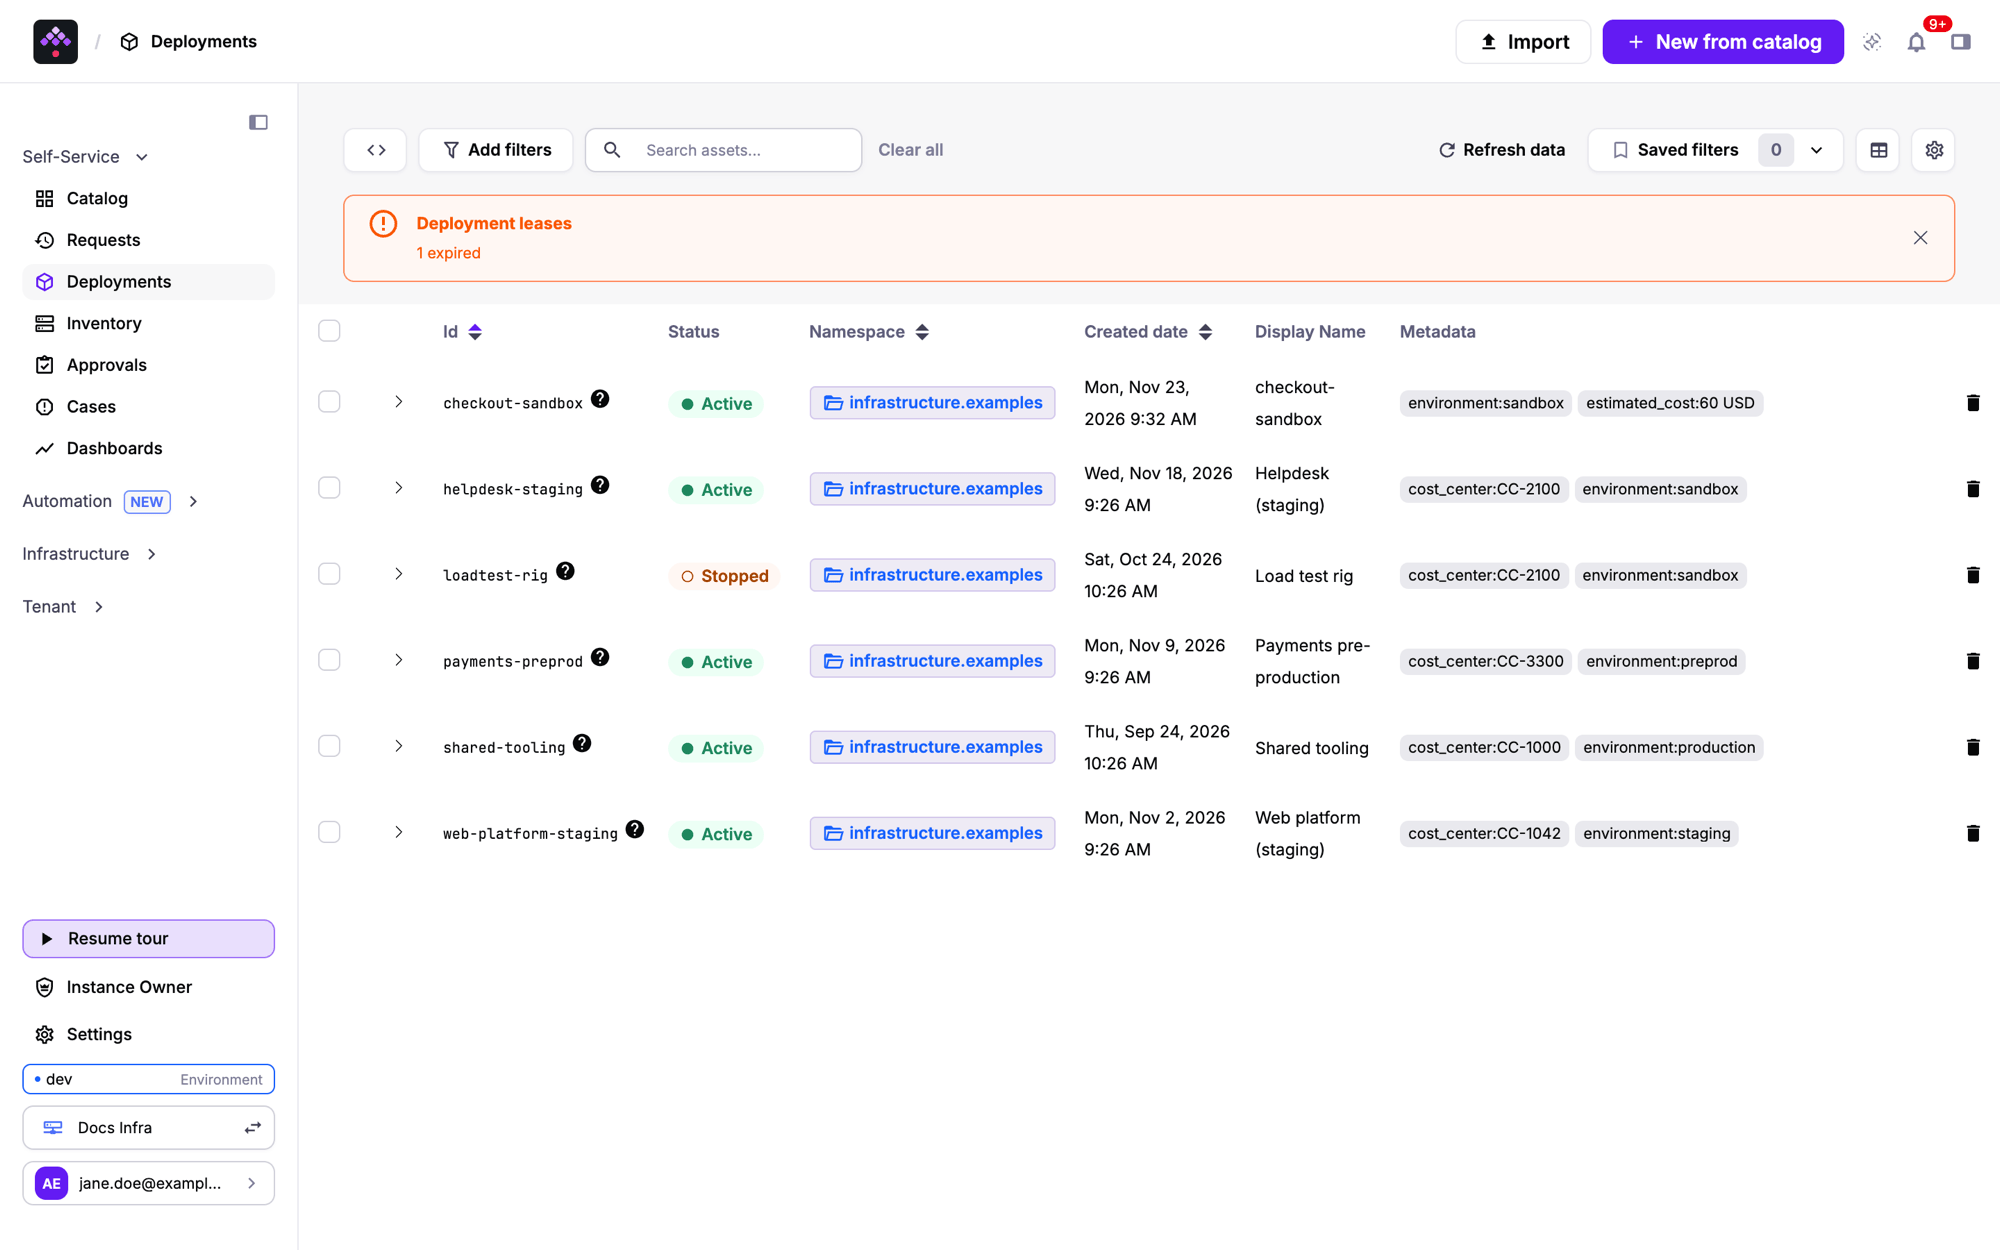 / Deployments
Import
+ New from catalog
9+
Self-Service
Catalog
Requests
Deployments
Inventory
Approvals
Cases
Dashboards
Automation NEW
Infrastructure
Tenant
Resume tour
Instance Owner
Settings
dev Environment
Docs Infra
AE jane.doe@exampl...
Add filters
Search assets...
Clear all
Refresh data
Saved filters 0
Deployment leases
1 expired
Id Status Namespace Created date Display Name Metadata
checkout-sandbox Active infrastructure.examples Mon, Nov 23, 2026 9:32 AM checkout-sandbox environment:sandbox estimated_cost:60 USD
helpdesk-staging Active infrastructure.examples Wed, Nov 18, 2026 9:26 AM Helpdesk (staging) cost_center:CC-2100 environment:sandbox
loadtest-rig Stopped infrastructure.examples Sat, Oct 24, 2026 10:26 AM Load test rig cost_center:CC-2100 environment:sandbox
payments-preprod Active infrastructure.examples Mon, Nov 9, 2026 9:26 AM Payments pre-production cost_center:CC-3300 environment:preprod
shared-tooling Active infrastructure.examples Thu, Sep 24, 2026 10:26 AM Shared tooling cost_center:CC-1000 environment:production
web-platform-staging Active infrastructure.examples Mon, Nov 2, 2026 9:26 AM Web platform (staging) cost_center:CC-1042 environment:staging